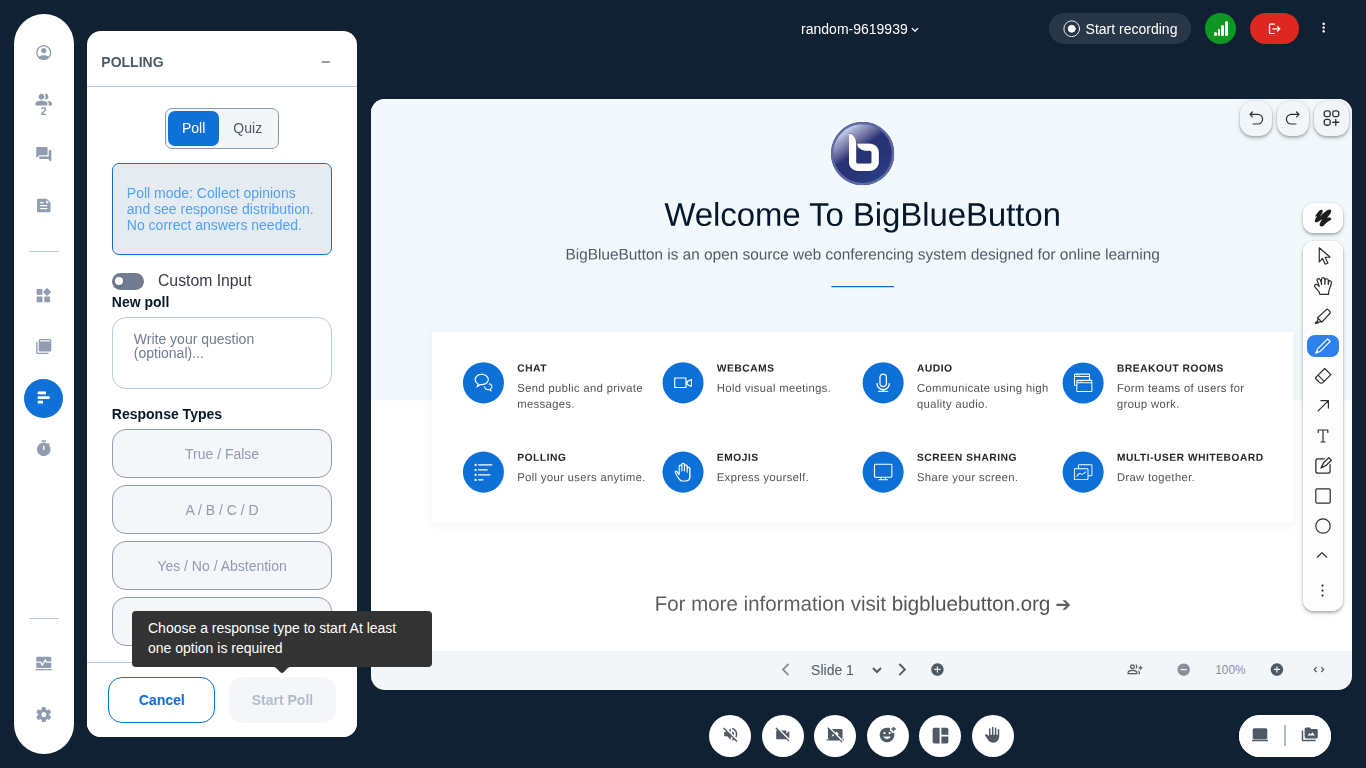 random-9619939
Start recording
2
POLLING
Poll Quiz
Poll mode: Collect opinions
and see response distribution.
No correct answers needed.
Custom Input
New poll
Write your question
(optional)...
Response Types
True / False
A / B / C / D
Yes / No / Abstention
Choose a response type to start At least
one option is required
Cancel Start Poll
Welcome To BigBlueButton
BigBlueButton is an open source web conferencing system designed for online learning
CHAT
Send public and private
messages.
WEBCAMS
Hold visual meetings.
AUDIO
Communicate using high
quality audio.
BREAKOUT ROOMS
Form teams of users for
group work.
POLLING
Poll your users anytime.
EMOJIS
Express yourself.
SCREEN SHARING
Share your screen.
MULTI-USER WHITEBOARD
Draw together.
For more information visit bigbluebutton.org ➔
Slide 1
100%